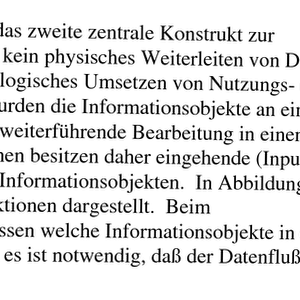 das zweite zentrale Konstrukt zur
kein physisches Weiterleiten von D
logisches Umsetzen von Nutzungs-
urden die Informationsobjekte an ein
weiterführende Bearbeitung in einer
nen besitzen daher eingehende (Inpu
Informationsobjekten. In Abbildung
ktionen dargestellt. Beim
ssen welche Informationsobjekte in
es ist notwendig, daß der Datenfluß